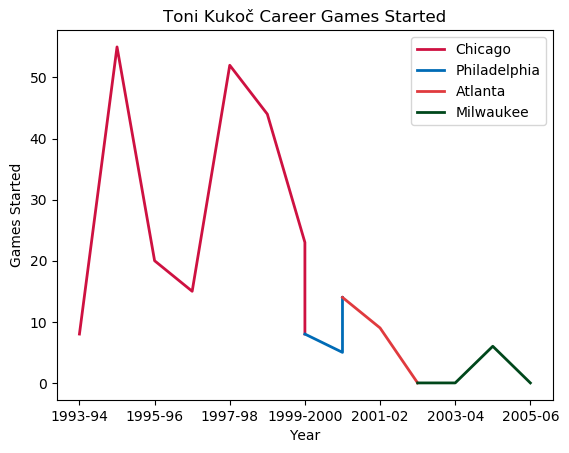 Toni Kukoč Career Games Started
Chicago
Philadelphia
Atlanta
Milwaukee
Games Started
50
40
30
20
10
0
1993-94 1995-96 1997-98 1999-2000 2001-02 2003-04 2005-06
Year